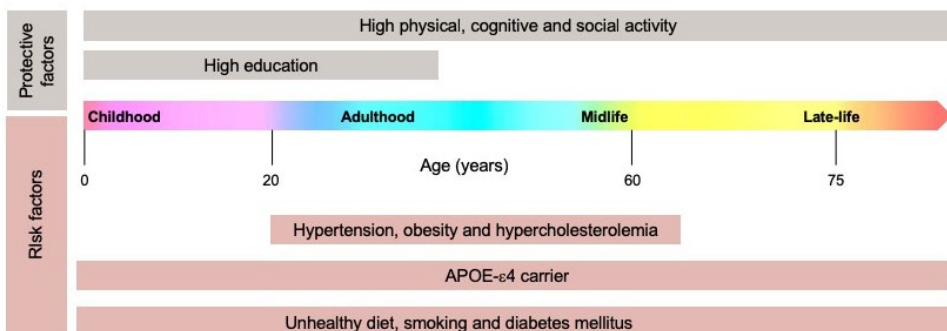 Protective
factors
High physical, cognitive and social activity
High education
Childhood
Adulthood
Midlife
Late-life
0
20
Age (years)
60
75
RIsk factors
Hypertension, obesity and hypercholesterolemia
APOE-ε4 carrier
Unhealthy diet, smoking and diabetes mellitus